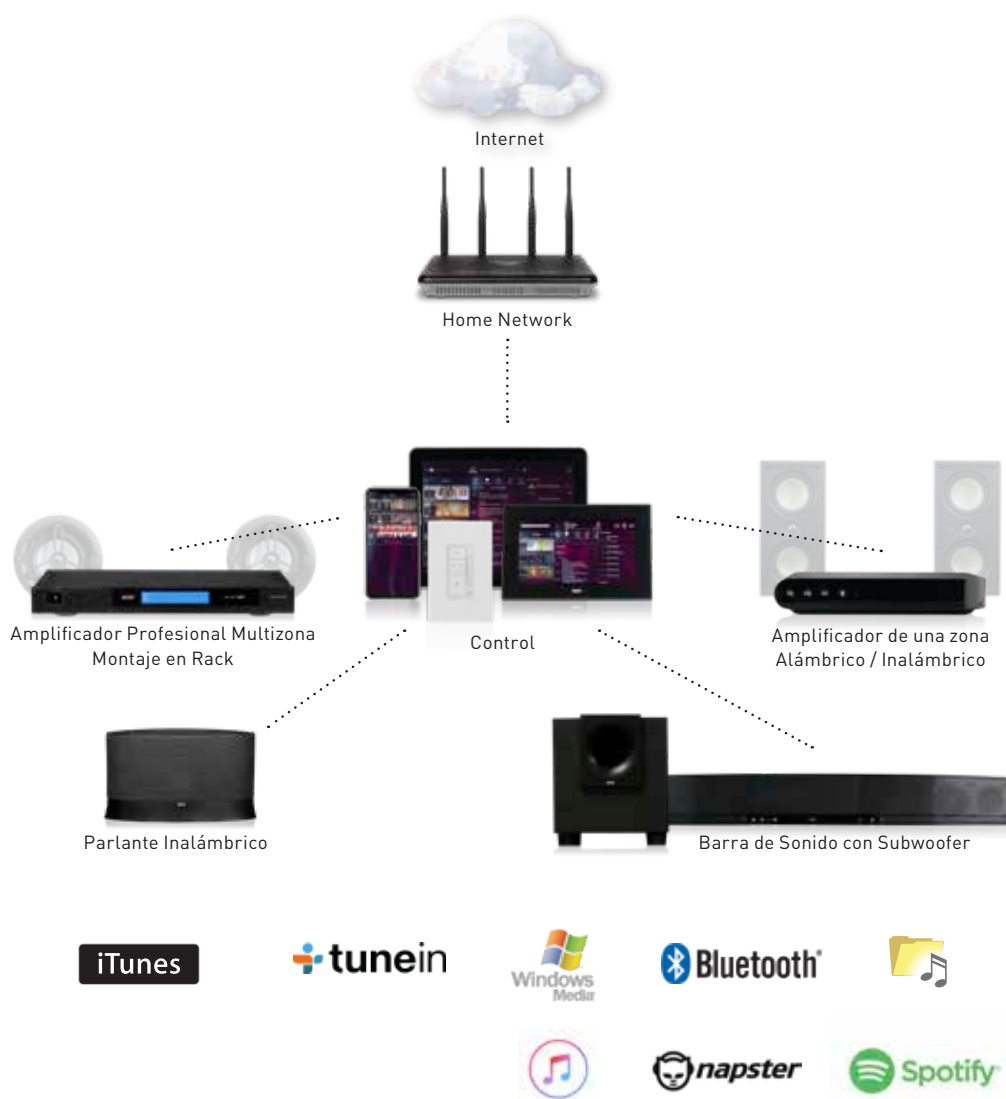 Internet
Home Network
Amplificador Profesional Multizona
Montaje en Rack
Control
Amplificador de una zona
Alámbrico / Inalámbrico
Parlante Inalámbrico
Barra de Sonido con Subwoofer
iTunes
tunein
Windows
Media
Bluetooth®
napster
Spotify